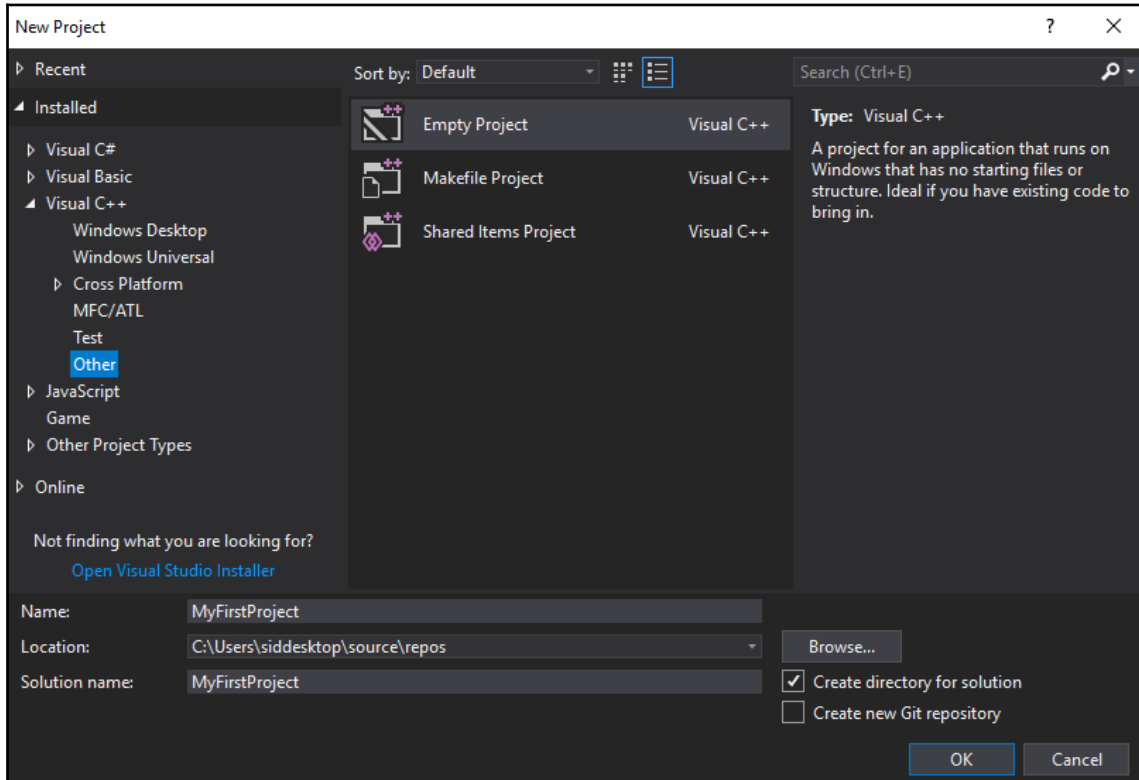 New Project
?
Recent
Sort by: Default
Search (Ctrl+E)
Installed
Visual C#
Visual Basic
Visual C++
Windows Desktop
Windows Universal
Cross Platform
MFC/ATL
Test
Other
JavaScript
Game
Other Project Types
Online
Not finding what you are looking for?
Open Visual Studio Installer
Empty Project Visual C++
Makefile Project Visual C++
Shared Items Project Visual C++
Type: Visual C++
A project for an application that runs on
Windows that has no starting files or
structure. Ideal if you have existing code to
bring in.
Name: MyFirstProject
Location: C:\Users\siddesktop\source\repos
Browse...
Solution name: MyFirstProject
Create directory for solution
Create new Git repository
OK Cancel